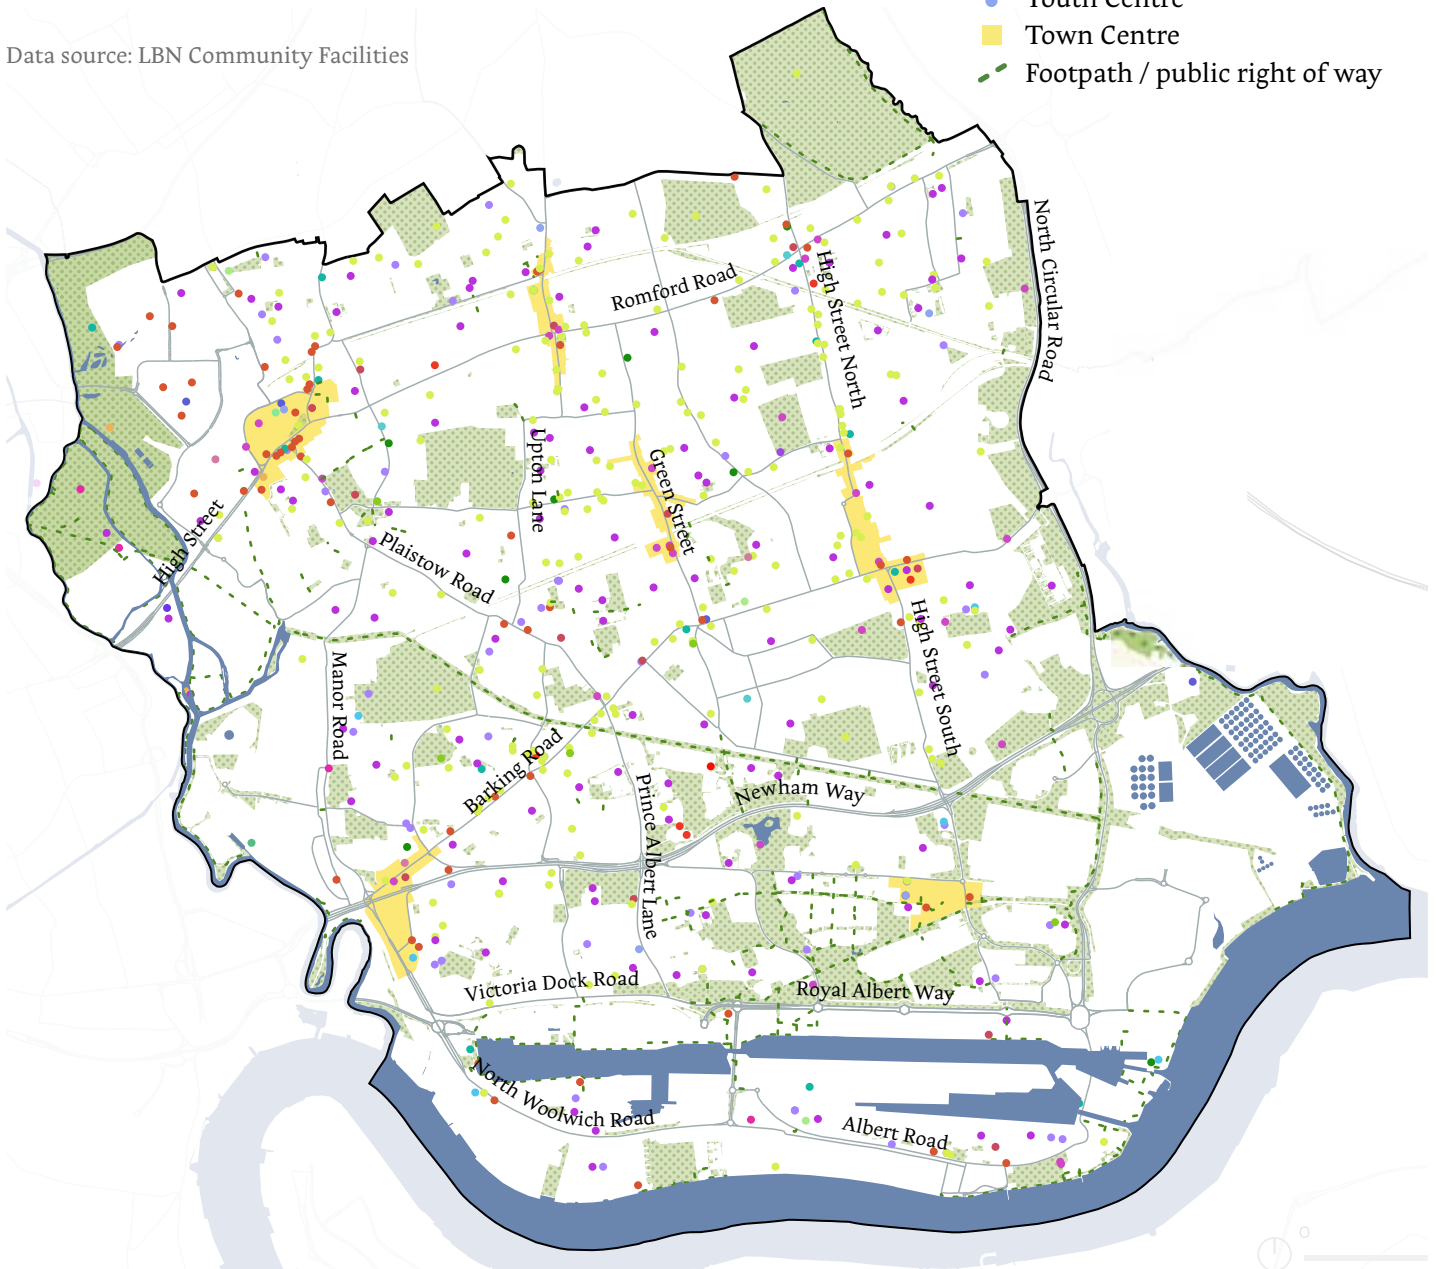 Youth Centre
Town Centre
Data source: LBN Community Facilities
Footpath / public right of way
North Circular Road
High Street North
Romford Road
Upton Lane
Green Street
High Street
Plaistow Road
High Street South
Manor Road
Barking Road
Prince Albert Lane
Newham Way
Victoria Dock Road
Royal Albert Way
North Woolwich Road
Albert Road